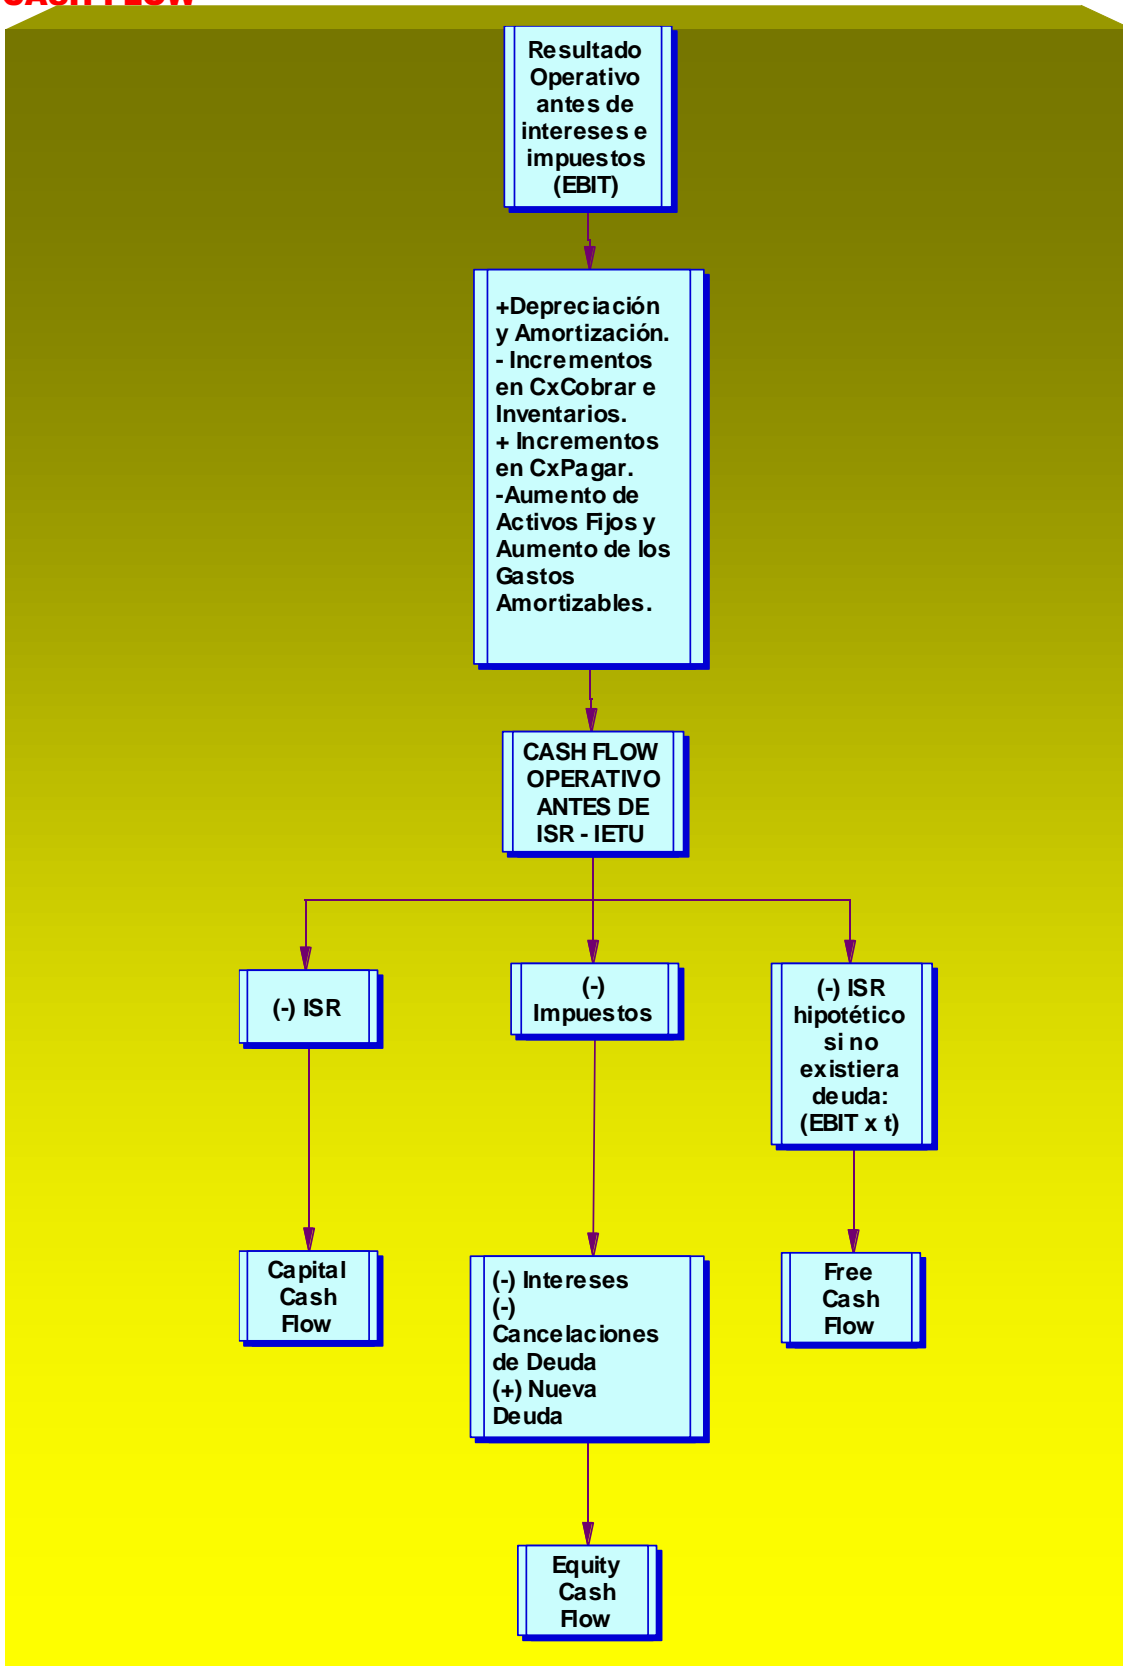 CASH FLOW
Resultado
Operativo
antes de
intereses e
impuestos
(EBIT)
+Depreciación
y Amortización.
- Incrementos
en CxCobrar e
Inventarios.
+ Incrementos
en CxPagar.
-Aumento de
Activos Fijos y
Aumento de los
Gastos
Amortizables.
CASH FLOW
OPERATIVO
ANTES DE
ISR - IETU
(-) ISR
(-)
Impuestos
(-) ISR
hipotético
si no
existiera
deuda:
(EBIT x t)
Capital
Cash
Flow
(-) Intereses
(-)
Cancelaciones
de Deuda
(+) Nueva
Deuda
Free
Cash
Flow
Equity
Cash
Flow